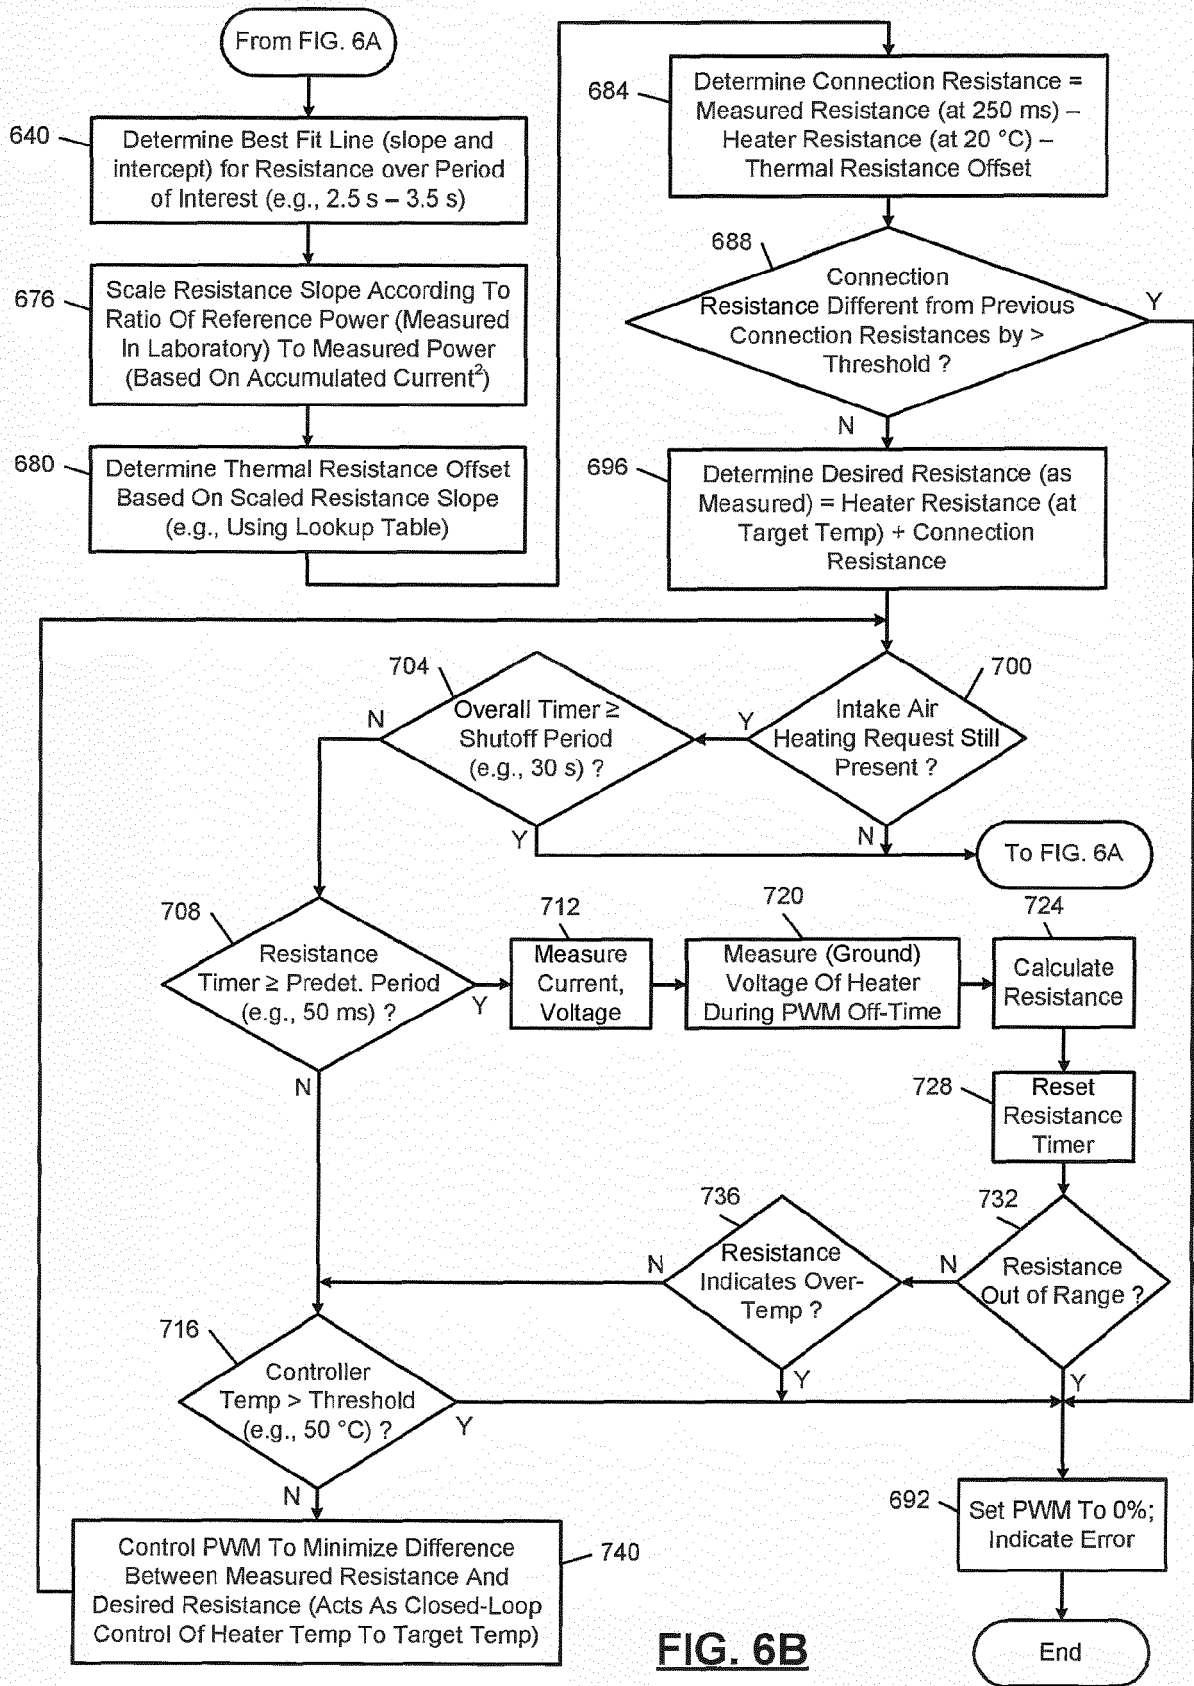 From FIG. 6A
640
Determine Best Fit Line (slope and
intercept) for Resistance over Period
of Interest (e.g., 2.5 s – 3.5 s)
676
Scale Resistance Slope According To
Ratio Of Reference Power (Measured
In Laboratory) To Measured Power
(Based On Accumulated Current²)
680
Determine Thermal Resistance Offset
Based On Scaled Resistance Slope
(e.g., Using Lookup Table)
684
Determine Connection Resistance =
Measured Resistance (at 250 ms) –
Heater Resistance (at 20 °C) –
Thermal Resistance Offset
688
Connection
Resistance Different from Previous
Connection Resistances by >
Threshold ?
Y
N
696
Determine Desired Resistance (as
Measured) = Heater Resistance (at
Target Temp) + Connection
Resistance
700
Intake Air
Heating Request Still
Present ?
Y
N
704
Overall Timer ≥
Shutoff Period
(e.g., 30 s) ?
N
Y
To FIG. 6A
708
Resistance
Timer ≥ Predet. Period
(e.g., 50 ms) ?
Y
N
712
Measure
Current,
Voltage
720
Measure (Ground)
Voltage Of Heater
During PWM Off-Time
724
Calculate
Resistance
728
Reset
Resistance
Timer
732
Resistance
Out of Range ?
N
Y
736
Resistance
Indicates Over-
Temp ?
N
Y
716
Controller
Temp > Threshold
(e.g., 50 °C) ?
Y
N
740
Control PWM To Minimize Difference
Between Measured Resistance And
Desired Resistance (Acts As Closed-Loop
Control Of Heater Temp To Target Temp)
692
Set PWM To 0%;
Indicate Error
End
FIG. 6B